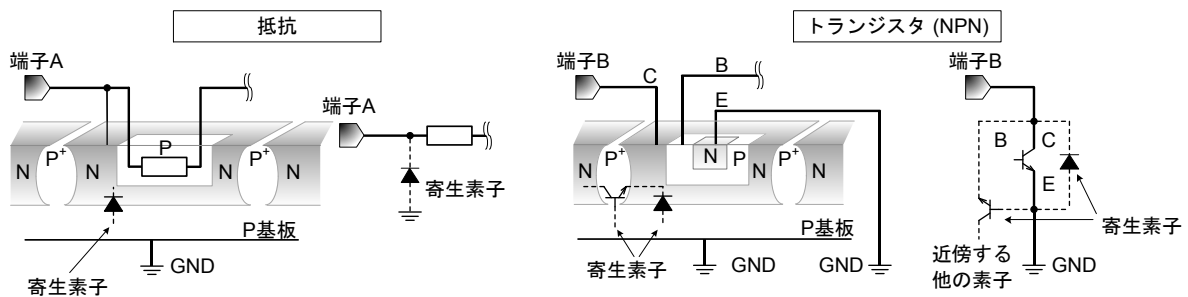 抵抗
トランジスタ (NPN)
端子A
N
P+
N
P
N
P+
N
P基板
GND
寄生素子
端子A
寄生素子
端子B
C
B
E
N
P+
N
N
P
P+
N
P基板
寄生素子
GND
GND
端子B
B
C
E
寄生素子
近傍する
他の素子
GND